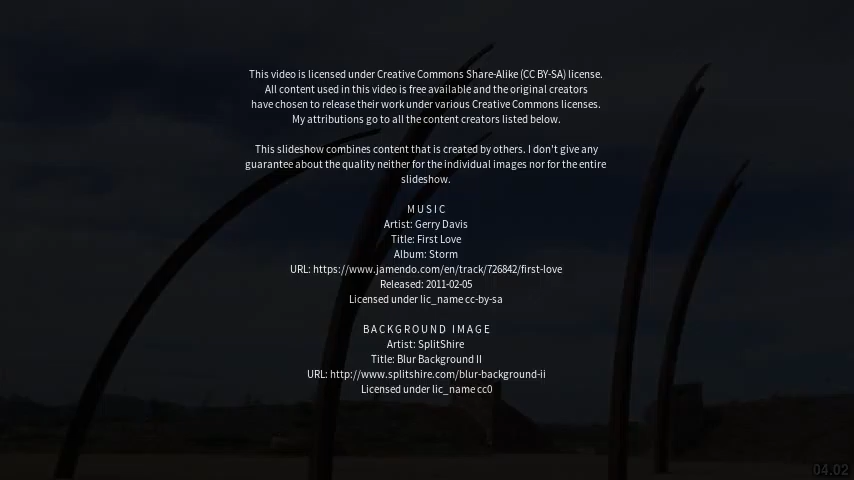 This video is licensed under Creative Commons Share-Alike (CC BY-SA) license.
All content used in this video is free available and the original creators
have chosen to release their work under various Creative Commons licenses.
My attributions go to all the content creators listed below.
This slideshow combines content that is created by others. I don't give any
guarantee about the quality neither for the individual images nor for the entire
slideshow.
MUSIC
Artist: Gerry Davis
Title: First Love
Album: Storm
URL: https://www.jamendo.com/en/track/726842/first-love
Released: 2011-02-05
Licensed under lic_name cc-by-sa
BACKGROUND IMAGE
Artist: SplitShire
Title: Blur Background II
URL: http://www.splitshire.com/blur-background-ii
Licensed under lic_name cc0
04.02